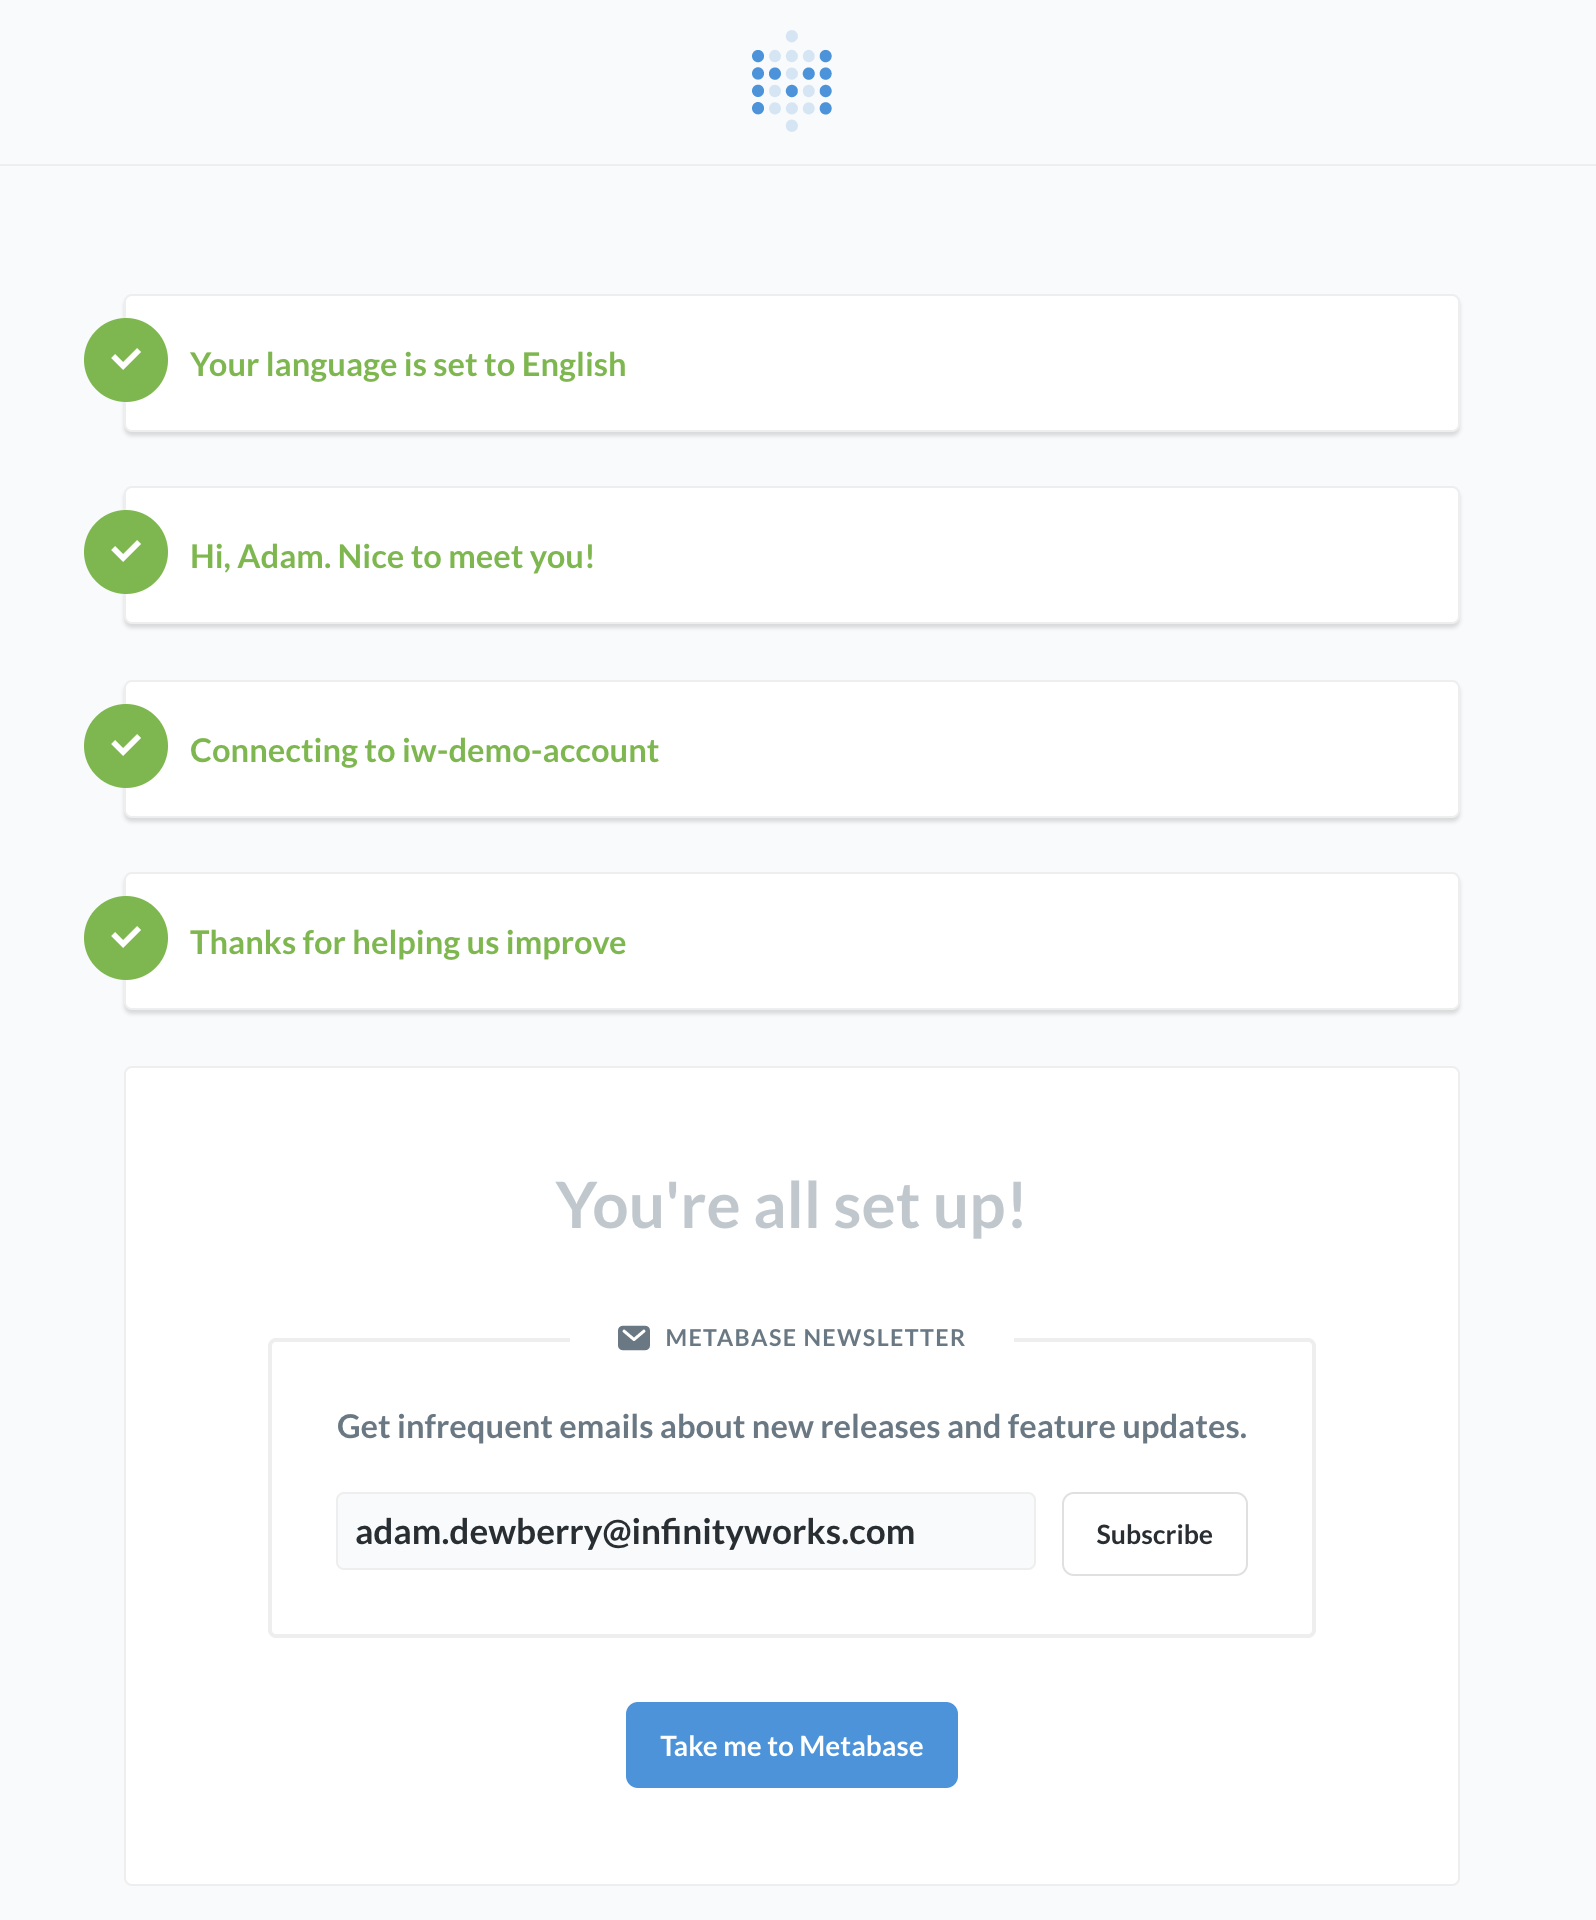 Your language is set to English
Hi, Adam. Nice to meet you!
Connecting to iw-demo-account
Thanks for helping us improve
You're all set up!
METABASE NEWSLETTER
Get infrequent emails about new releases and feature updates.
adam.dewberry@infinityworks.com
Subscribe
Take me to Metabase